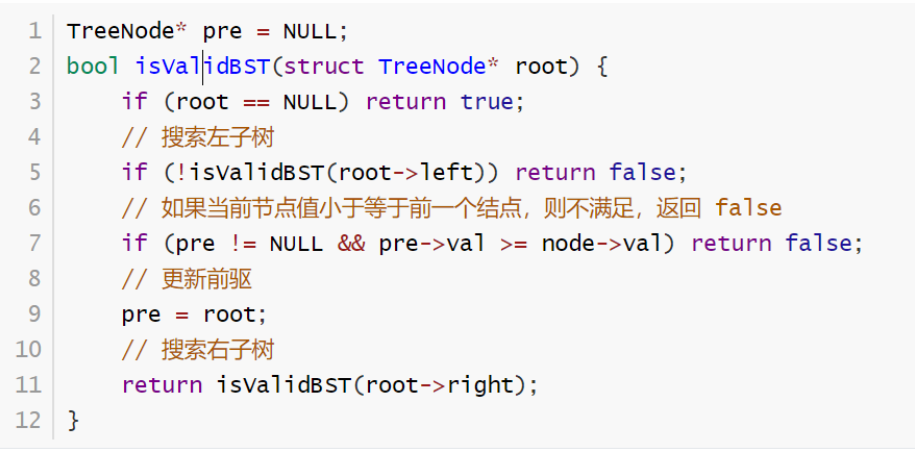 1 TreeNode* pre = NULL;
2 bool isValidBST(struct TreeNode* root) {
3     if (root == NULL) return true;
4     // 搜索左子树
5     if (!isValidBST(root->left)) return false;
6     // 如果当前节点值小于等于前一个结点，则不满足，返回 false
7     if (pre != NULL && pre->val >= node->val) return false;
8     // 更新前驱
9     pre = root;
10     // 搜索右子树
11     return isValidBST(root->right);
12 }